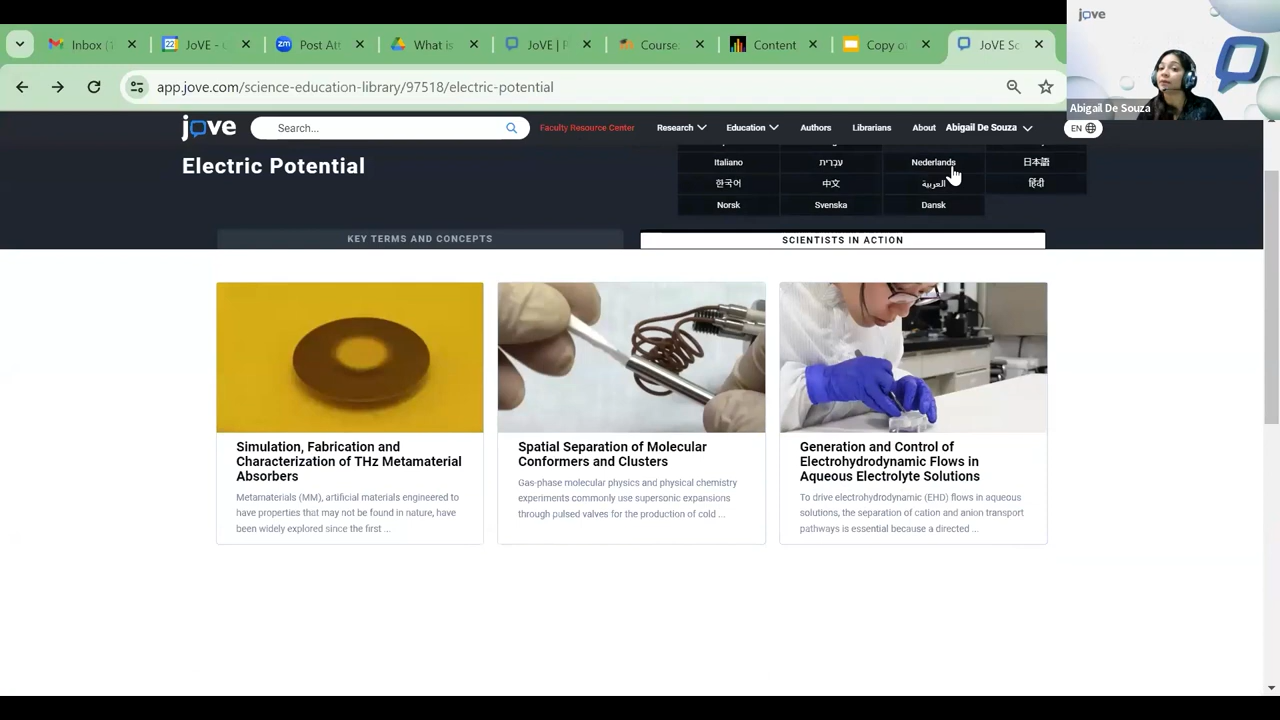 Inbox (1
JoVE - C
Post Att
What is
JoVE | P
Course:
Content
Copy o
JoVE Sc
jove
app.jove.com/science-education-library/97518/electric-potential
Abigail De Souza
jove
Search...
Faculty Resource Center
Research
Education
Authors
Librarians
About
Abigail De Souza
EN
Electric Potential
Italiano
עִבְרִית
Nederlands
日本語
한국어
中文
العربية
हिंदी
Norsk
Svenska
Dansk
KEY TERMS AND CONCEPTS
SCIENTISTS IN ACTION
Simulation, Fabrication and
Characterization of THz Metamaterial
Absorbers
Metamaterials (MM), artificial materials engineered to
have properties that may not be found in nature, have
been widely explored since the first ...
Spatial Separation of Molecular
Conformers and Clusters
Gas-phase molecular physics and physical chemistry
experiments commonly use supersonic expansions
through pulsed valves for the production of cold ...
Generation and Control of
Electrohydrodynamic Flows in
Aqueous Electrolyte Solutions
To drive electrohydrodynamic (EHD) flows in aqueous
solutions, the separation of cation and anion transport
pathways is essential because a directed ...